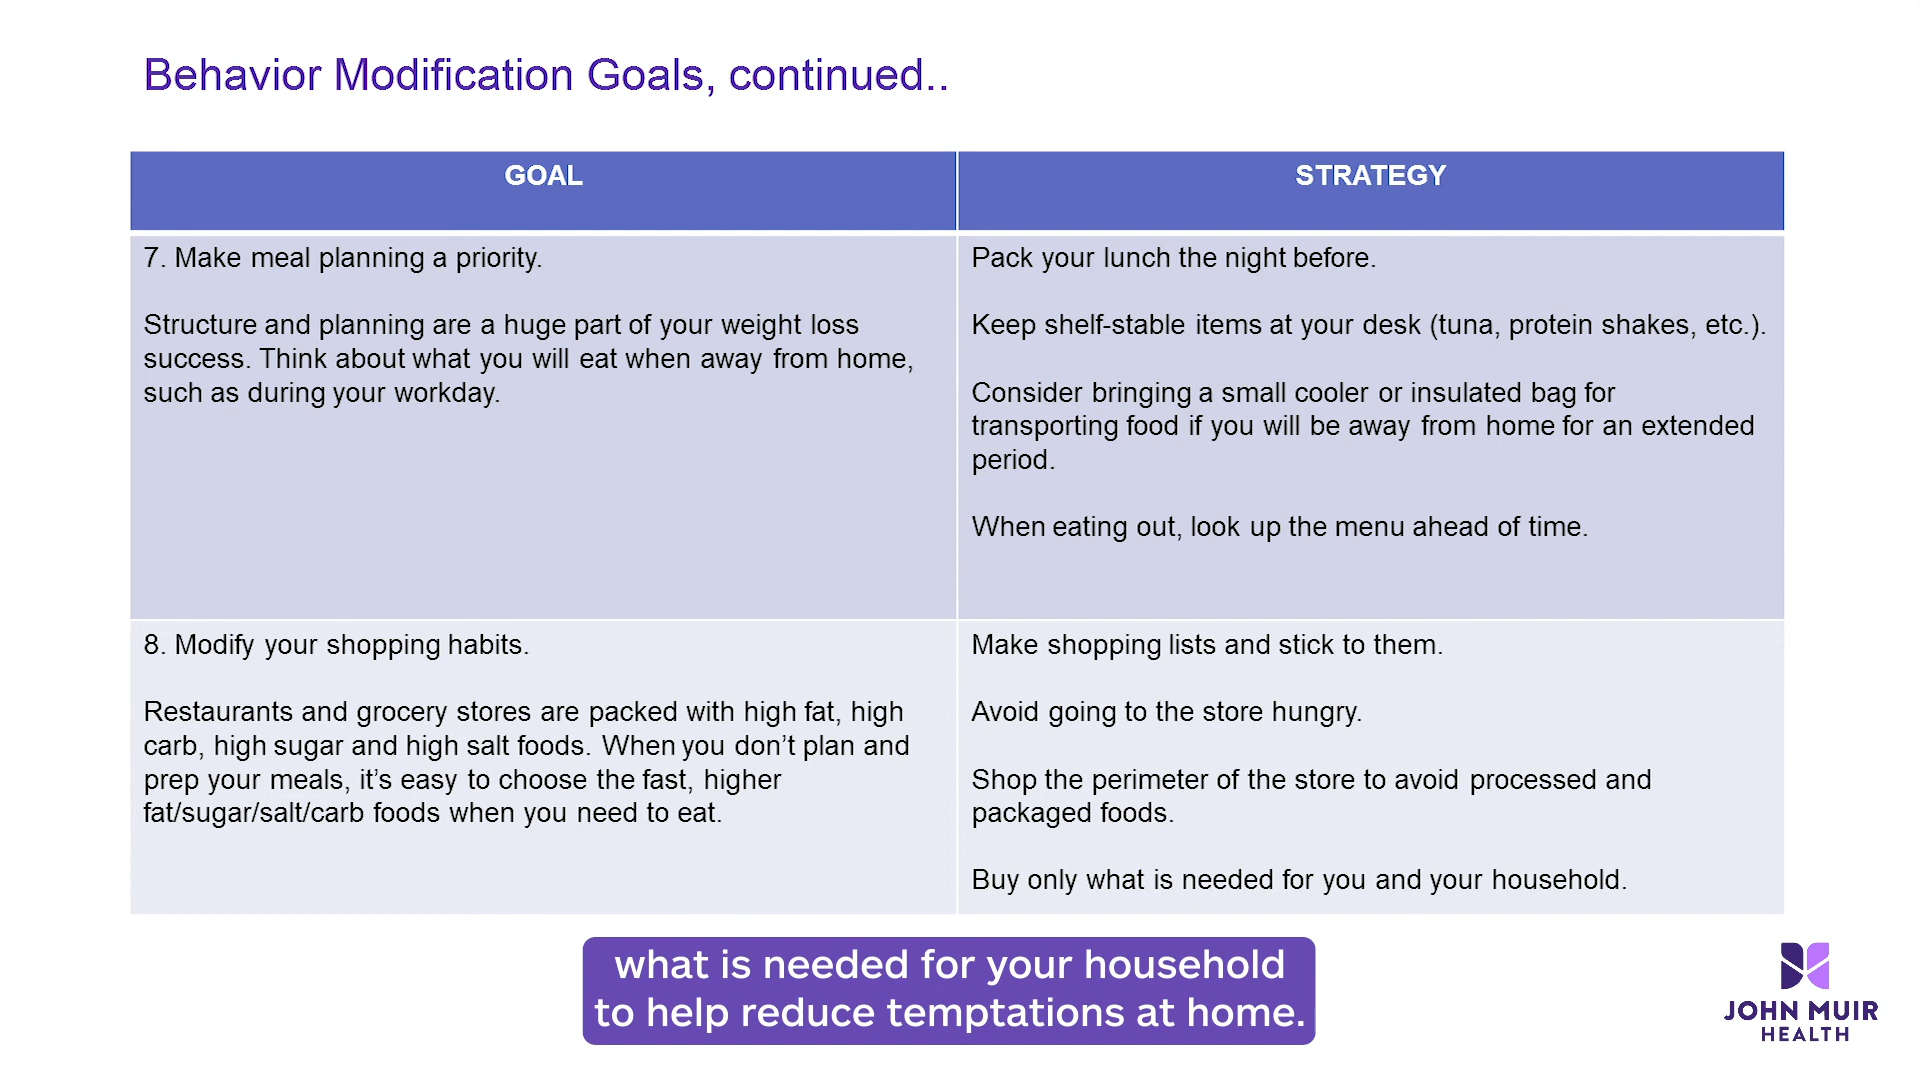 Behavior Modification Goals, continued..
GOAL
STRATEGY
7. Make meal planning a priority.
Structure and planning are a huge part of your weight loss
success. Think about what you will eat when away from home,
such as during your workday.
Pack your lunch the night before.
Keep shelf-stable items at your desk (tuna, protein shakes, etc.).
Consider bringing a small cooler or insulated bag for
transporting food if you will be away from home for an extended
period.
When eating out, look up the menu ahead of time.
8. Modify your shopping habits.
Restaurants and grocery stores are packed with high fat, high
carb, high sugar and high salt foods. When you don’t plan and
prep your meals, it’s easy to choose the fast, higher
fat/sugar/salt/carb foods when you need to eat.
Make shopping lists and stick to them.
Avoid going to the store hungry.
Shop the perimeter of the store to avoid processed and
packaged foods.
Buy only what is needed for you and your household.
what is needed for your household
to help reduce temptations at home.
JOHN MUIR
HEALTH